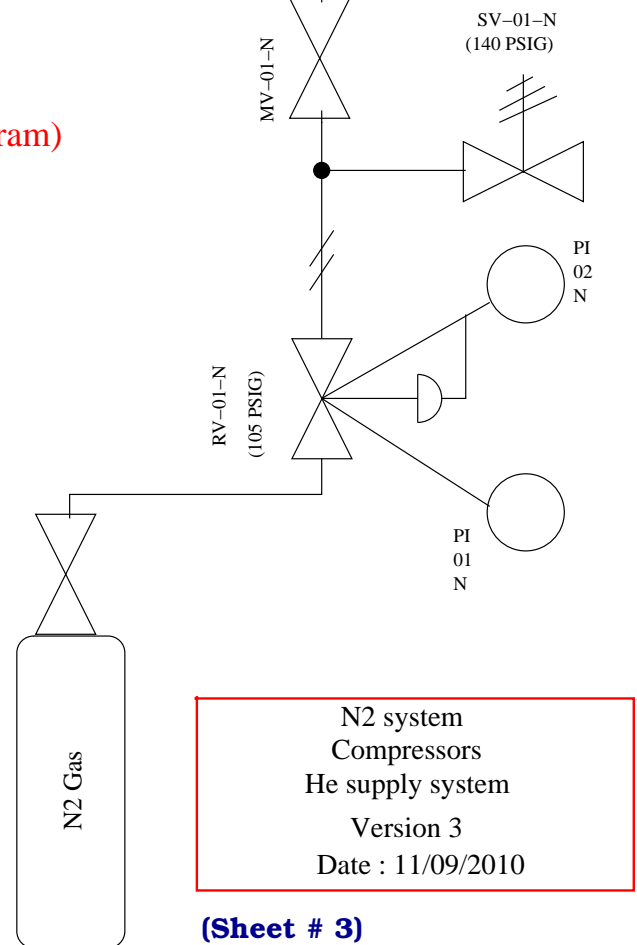 SV–01–N
(140 PSIG)
MV–01–N
ram)
PI
02
N
RV–01–N
(105 PSIG)
PI
01
N
N2 Gas
N2 system
Compressors
He supply system
Version 3
Date : 11/09/2010
(Sheet # 3)